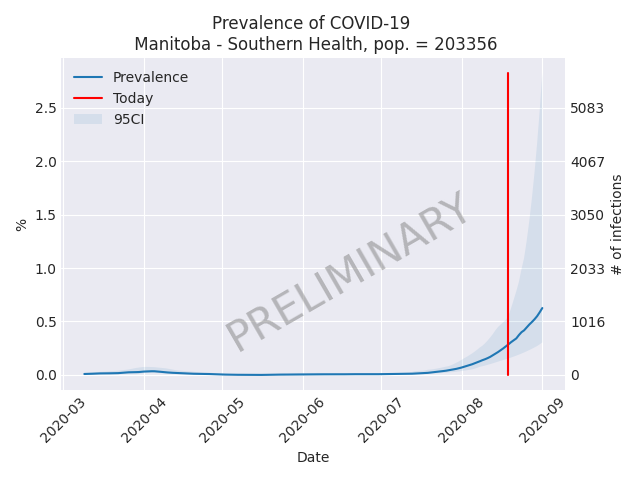 Prevalence of COVID-19
Manitoba - Southern Health, pop. = 203356
Prevalence
Today
95CI
%
2.5
2.0
1.5
1.0
0.5
0.0
PRELIMINARY
5083
4067
3050
2033
1016
0
# of infections
2020-03
2020-04
2020-05
2020-06
2020-07
2020-08
2020-09
Date